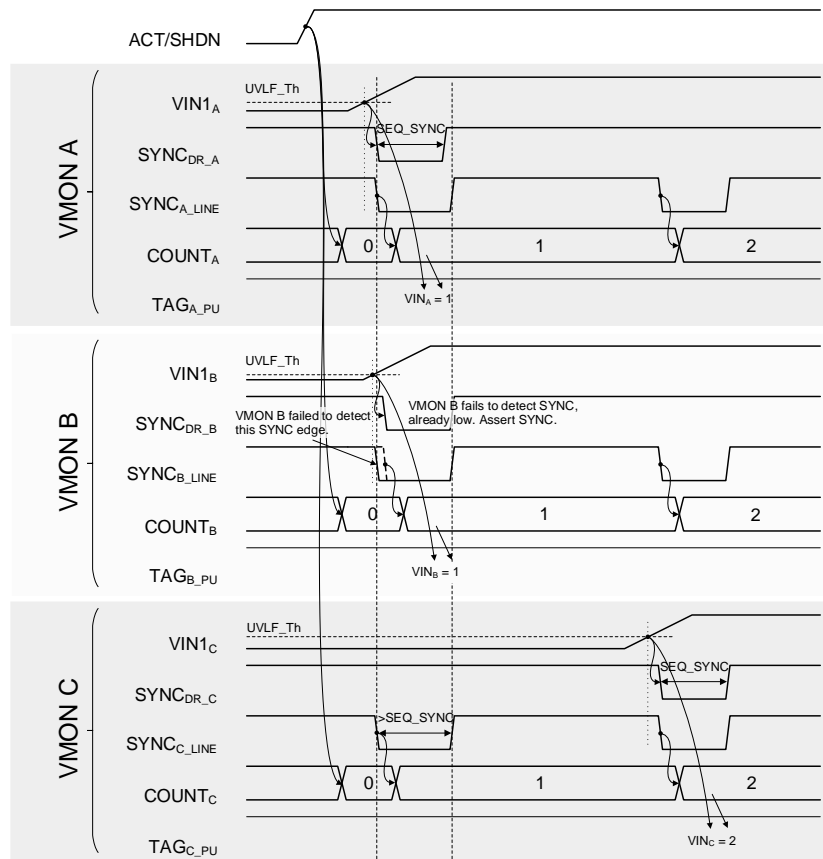 ACT/SHDN
VMON A
UVLF_Th
VIN1A
SEQ_SYNC
SYNCDR_A
SYNCA_LINE
COUNTA
0
1
2
VINA = 1
TAGA_PU
VMON B
UVLF_Th
VIN1B
VMON B failed to detect
this SYNC edge.
VMON B fails to detect SYNC,
already low. Assert SYNC.
SYNCDR_B
SYNCB_LINE
COUNTB
0
1
2
VINB = 1
TAGB_PU
VMON C
UVLF_Th
VIN1C
SEQ_SYNC
SYNCDR_C
>SEQ_SYNC
SYNCC_LINE
COUNTC
0
1
2
VINC = 2
TAGC_PU